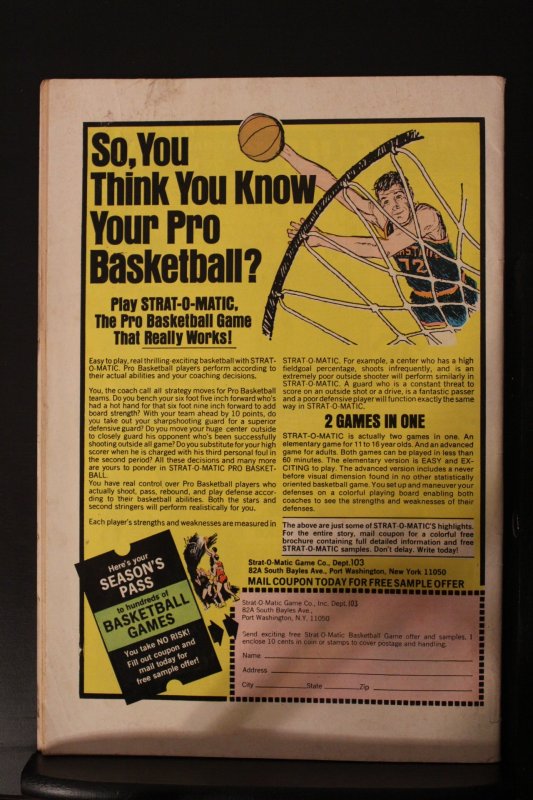 So, You
Think You Know
Your Pro
Basketball?
Play STRAT-O-MATIC,
The Pro Basketball Game
That Really Works!
Easy to play, real thrilling-exciting basketball with STRAT-
O-MATIC. Pro Basketball players perform according to
their actual abilities and your coaching decisions.
You, the coach call all strategy moves for Pro Basketball
teams. Do you bench your six foot five inch forward who's
had a hot hand for that six foot nine inch forward to add
board strength? With your team ahead by 10 points, do
you take out your sharpshooting guard for a superior
defensive guard? Do you move your huge center outside
to closely guard his opponent who's been successfully
shooting outside all game? Do you substitute for your high
scorer when he is charged with his third personal foul in
the second period? All these decisions and many more
are yours to ponder in STRAT-O-MATIC PRO BASKET-
BALL.
You have real control over Pro Basketball players who
actually shoot, pass, rebound, and play defense accor-
ding to their basketball abilities. Both the stars and
second stringers will perform realistically for you.
Each player's strengths and weaknesses are measured in
STRAT-O-MATIC. For example, a center who has a high
fieldgoal percentage, shoots infrequently, and is an
extremely poor outside shooter will perform similarly in
STRAT-O-MATIC. A guard who is a constant threat to
score on an outside shot or a drive, is a fantastic passer
and a poor defensive player will function exactly the same
way in STRAT-O-MATIC.
2 GAMES IN ONE
STRAT-O-MATIC is actually two games in one. An
elementary game for 11 to 16 year olds. And an advanced
game for adults. Both games can be played in less than
60 minutes. The elementary version is EASY and EX-
CITING to play. The advanced version includes a never
before visual dimension found in no other statistically
oriented basketball game. You set up and maneuver your
defenses on a colorful playing board enabling both
coaches to see the strengths and weaknesses of their
defenses.
The above are just some of STRAT-O-MATIC'S highlights.
For the entire story, mail coupon for a colorful free
brochure containing full detailed information and free
STRAT-O-MATIC samples. Don't delay. Write today!
Strat-O-Matic Game Co., Dept.103
82A South Bayles Ave., Port Washington, New York 11050
MAIL COUPON TODAY FOR FREE SAMPLE OFFER
Here's your
SEASON'S
PASS
to hundreds of
BASKETBALL
GAMES
You take NO RISK!
Fill out coupon and
mail today for
free sample offer!
Strat-O-Matic Game Co., Inc. Dept.103
82A South Bayles Ave.,
Port Washington, N.Y. 11050
Send exciting free Strat-O-Matic Basketball Game offer and samples, I
enclose 10 cents in coin or stamps to cover postage and handling.
Name
Address
City State Zip